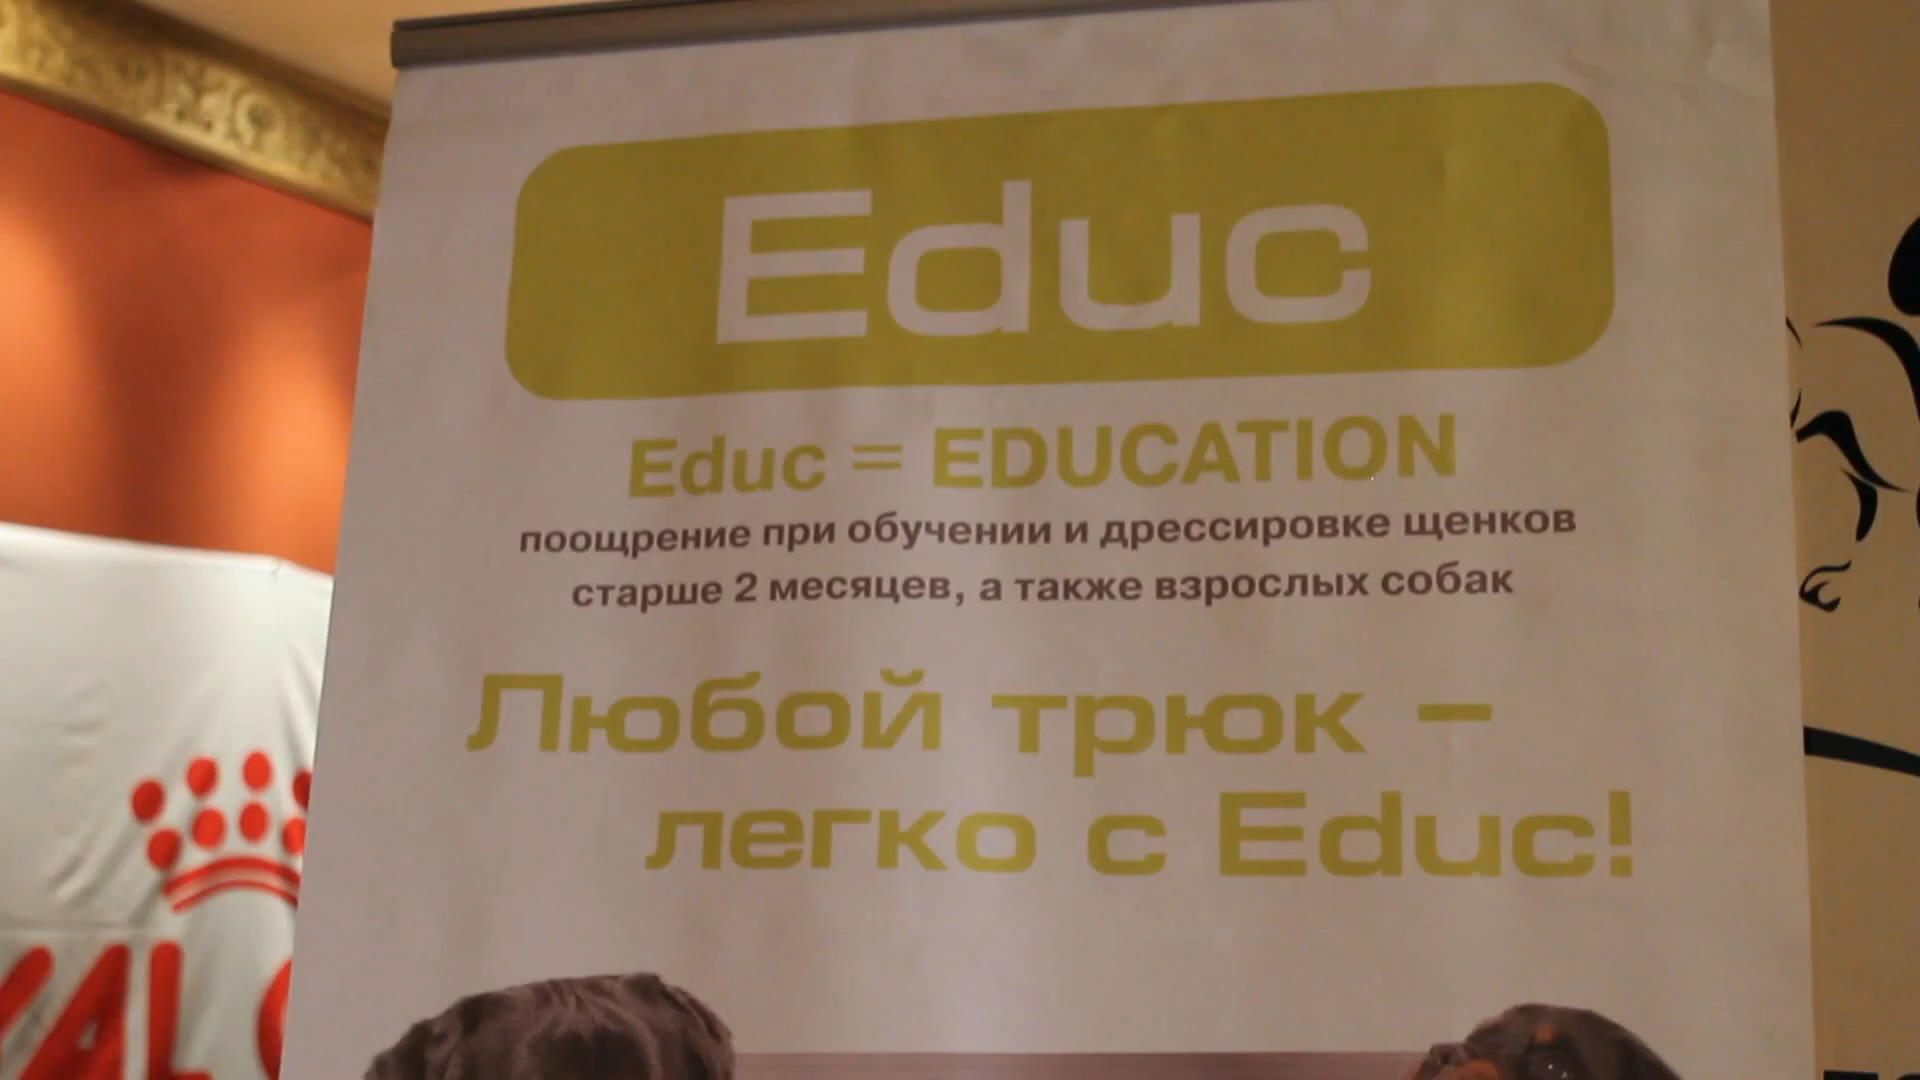 Educ
Educ = EDUCATION
поощрение при обучении и дрессировке щенков
старше 2 месяцев, а также взрослых собак
Любой трюк –
легко с Educ!